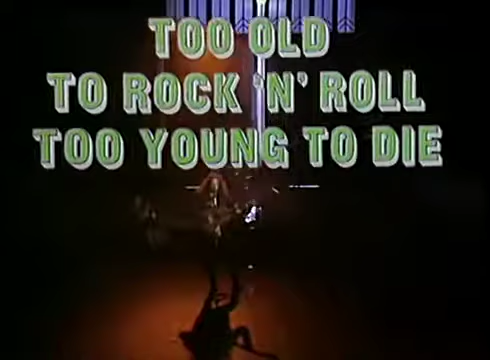 TOO OLD
TO ROCK 'N' ROLL
TOO YOUNG TO DIE